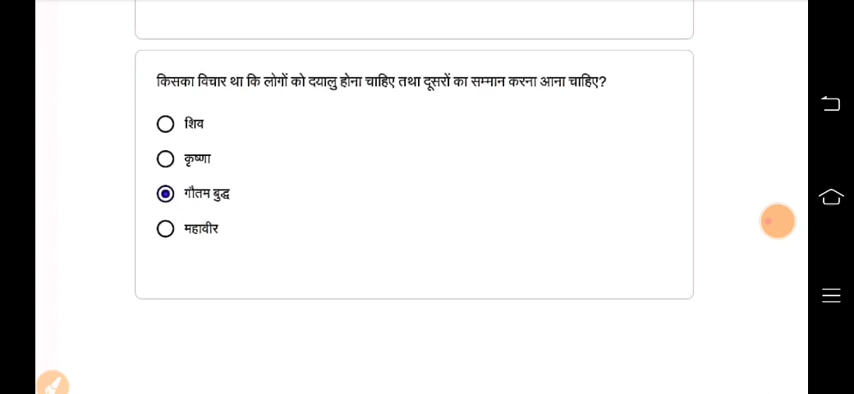 किसका विचार था कि लोगों को दयालु होना चाहिए तथा दूसरों का सम्मान करना आना चाहिए?
शिव
कृष्णा
गौतम बुद्ध
महावीर